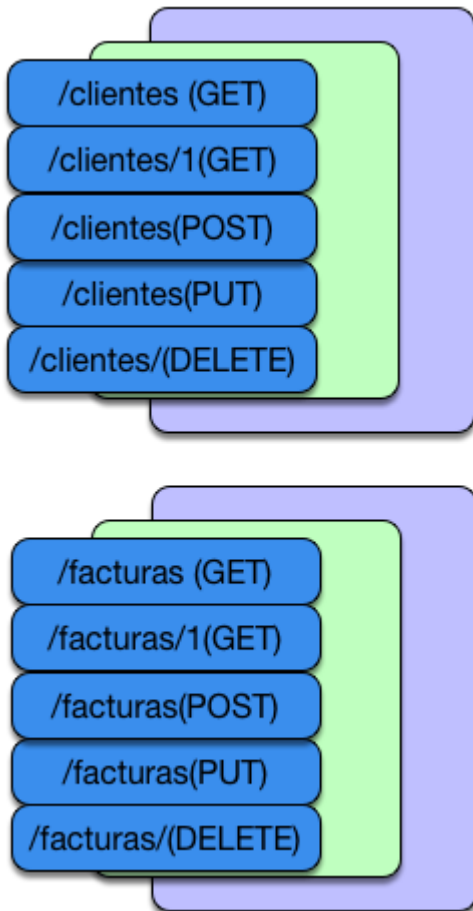 /clientes (GET)
/clientes/1(GET)
/clientes(POST)
/clientes(PUT)
/clientes/(DELETE)
/facturas (GET)
/facturas/1(GET)
/facturas(POST)
/facturas(PUT)
/facturas/(DELETE)